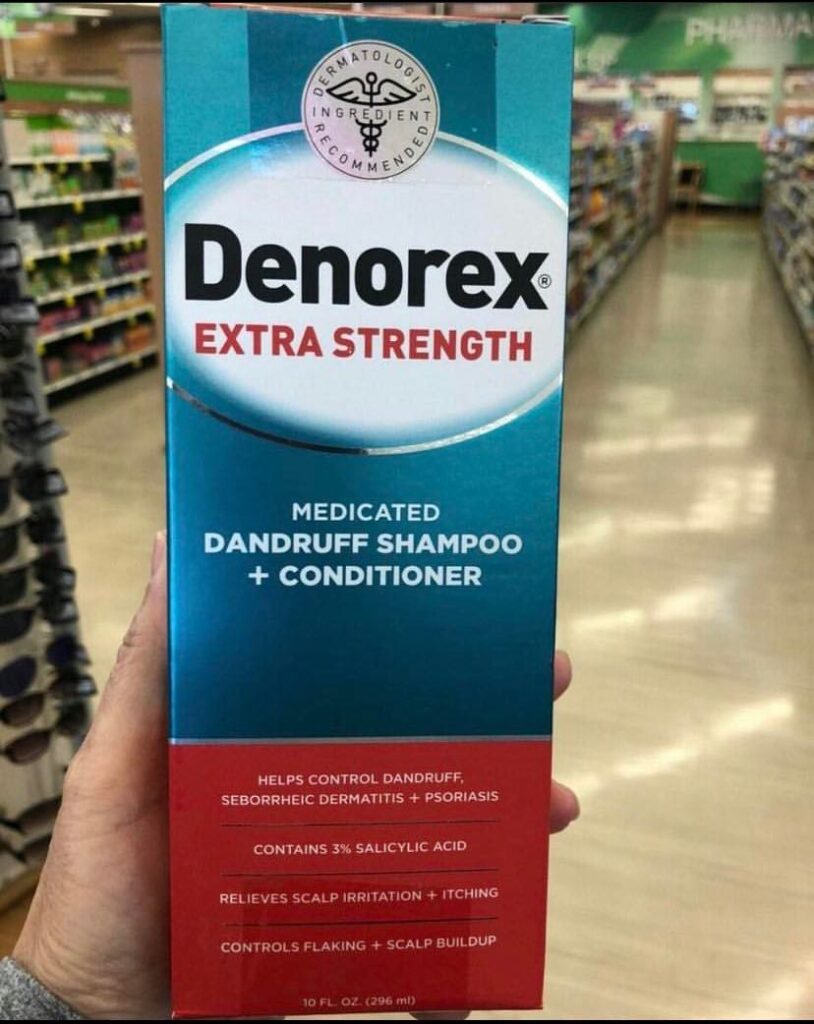 DERMATOLOGIST
INGREDIENT
RECOMMENDED
Denorex®
EXTRA STRENGTH
MEDICATED
DANDRUFF SHAMPOO
+ CONDITIONER
HELPS CONTROL DANDRUFF,
SEBORRHEIC DERMATITIS + PSORIASIS
CONTAINS 3% SALICYLIC ACID
RELIEVES SCALP IRRITATION + ITCHING
CONTROLS FLAKING + SCALP BUILDUP
10 FL. OZ. (296 ml)